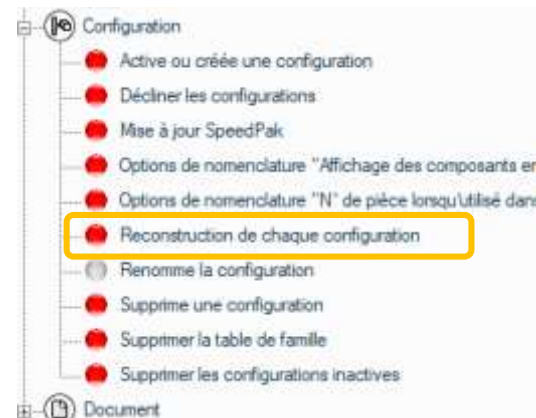 Configuration
Active ou créée une configuration
Décliner les configurations
Mise à jour SpeedPak
Options de nomenclature "Affichage des composants en
Options de nomenclature "N° de pièce lorsqu'utilisé dans
Reconstruction de chaque configuration
Renomme la configuration
Supprime une configuration
Supprimer la table de famille
Supprimer les configurations inactives
Document